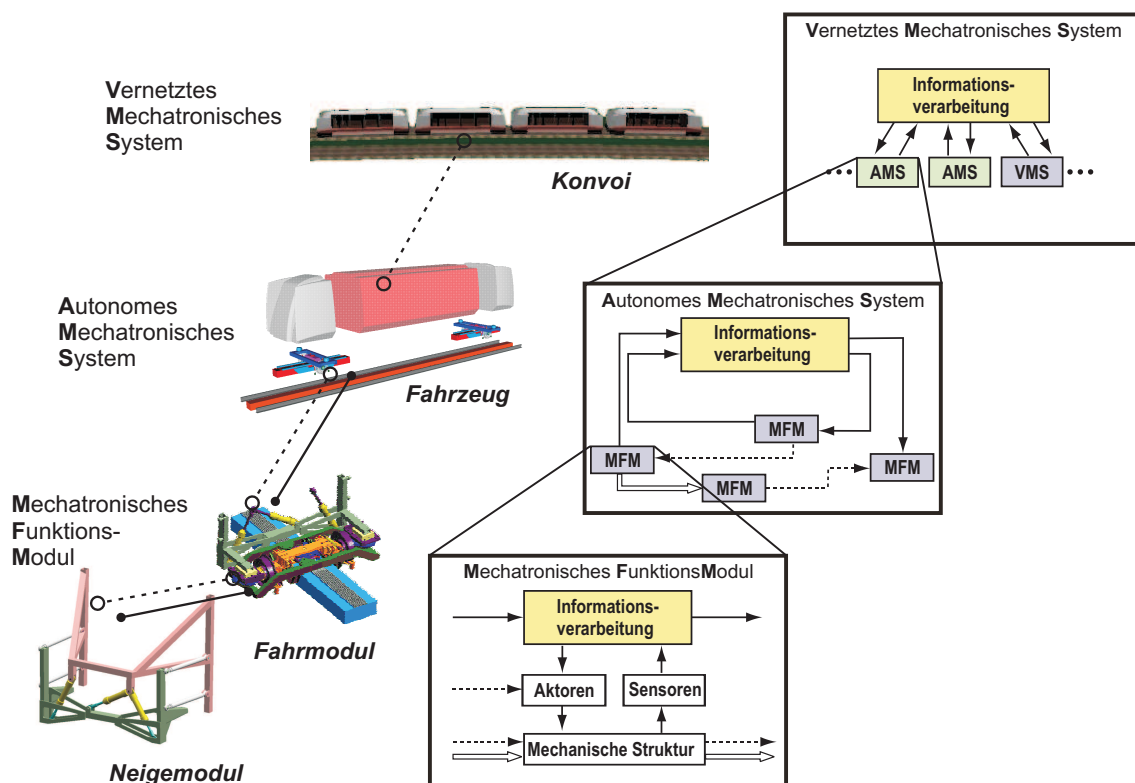 Vernetztes
Mechatronisches
System
Konvoi
Autonomes
Mechatronisches
System
Fahrzeug
Mechatronisches
Funktions-
Modul
Fahrmodul
Neigemodul
Vernetztes Mechatronisches System
Informations-
verarbeitung
••• AMS AMS VMS •••
Autonomes Mechatronisches System
Informations-
verarbeitung
MFM
MFM
MFM
MFM
Mechatronisches FunktionsModul
Informations-
verarbeitung
Aktoren Sensoren
Mechanische Struktur